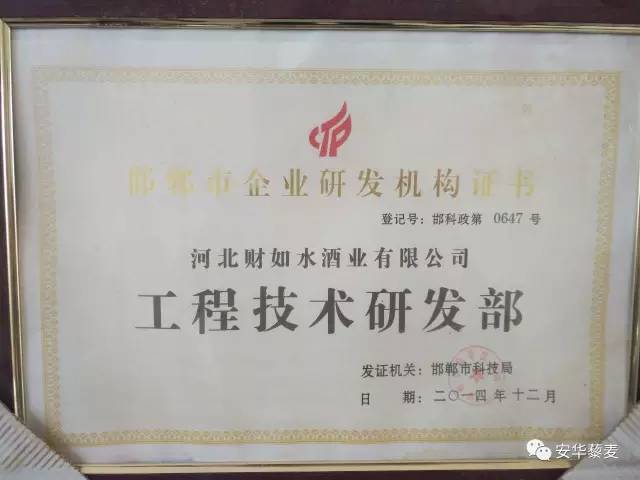 邯郸市企业研发机构证书
登记号：邯科政第 0647 号
河北财如水酒业有限公司
工程技术研发部
发证机关：邯郸市科技局
日 期：二〇一四年十二月
安华藜麦